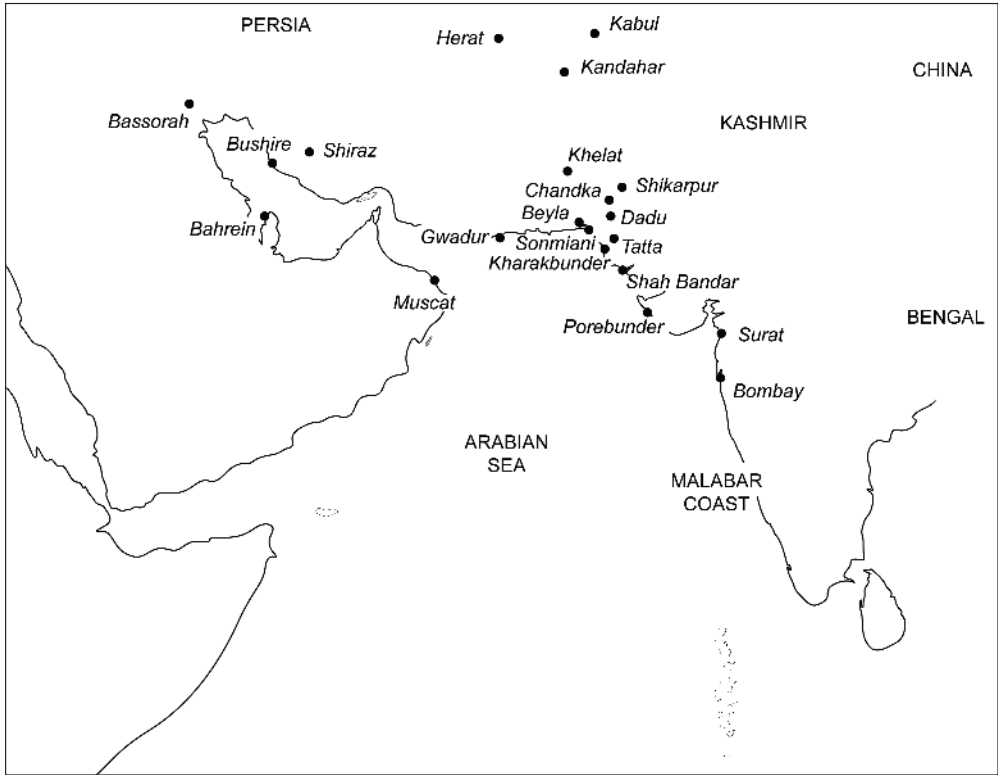 PERSIA
Herat
Kabul
Kandahar
CHINA
Bassorah
KASHMIR
Bushire
Shiraz
Khelat
Chandka
Shikarpur
Beyla
Dadu
Bahrein
Gwadur
Sonmiani
Tatta
Kharakbunder
Shah Bandar
Muscat
Porebunder
BENGAL
Surat
Bombay
ARABIAN
SEA
MALABAR
COAST